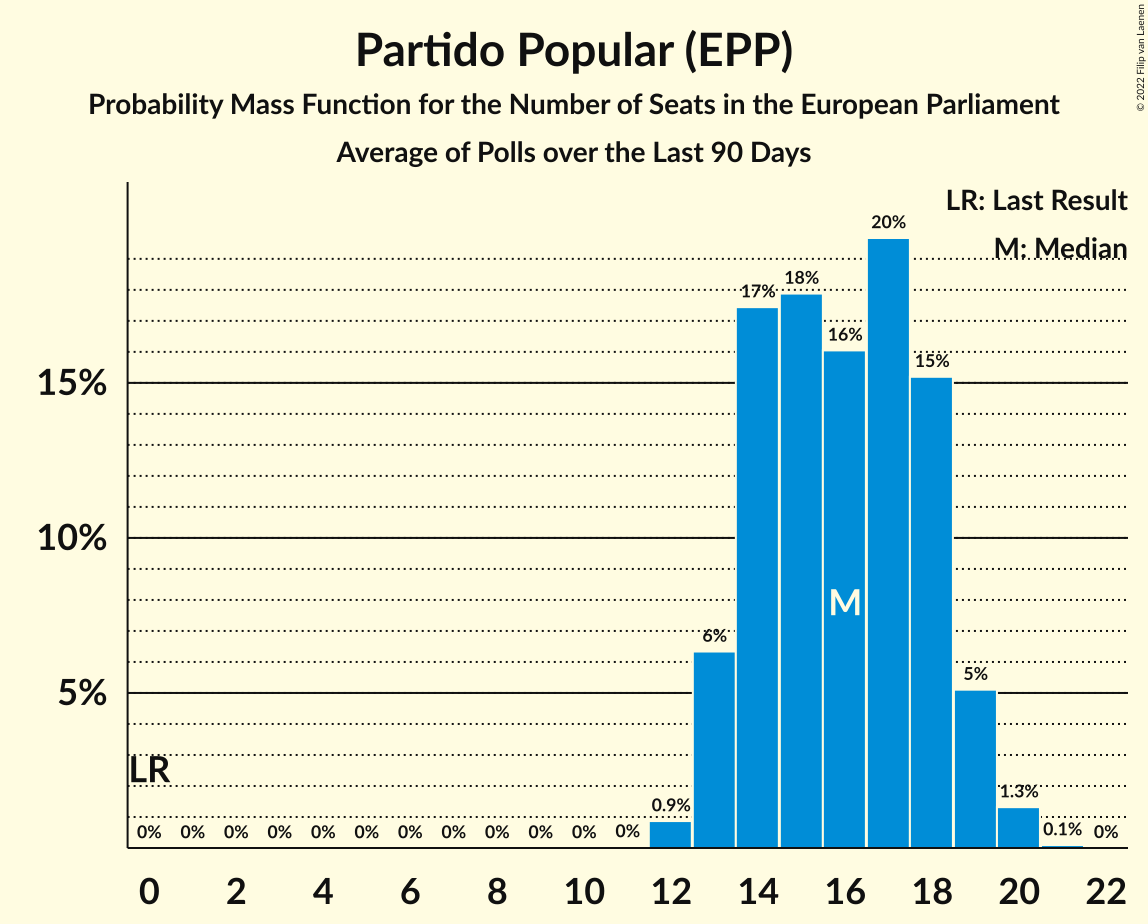 Partido Popular (EPP)
Probability Mass Function for the Number of Seats in the European Parliament
Average of Polls over the Last 90 Days
© 2022 Filip van Laenen
LR: Last Result
M: Median
15%
10%
5%
LR
0% 0% 0% 0% 0% 0% 0% 0% 0% 0% 0% 0% 0.9% 6% 17% 18% 16% 20% 15% 5% 1.3% 0.1% 0%
M
0 2 4 6 8 10 12 14 16 18 20 22